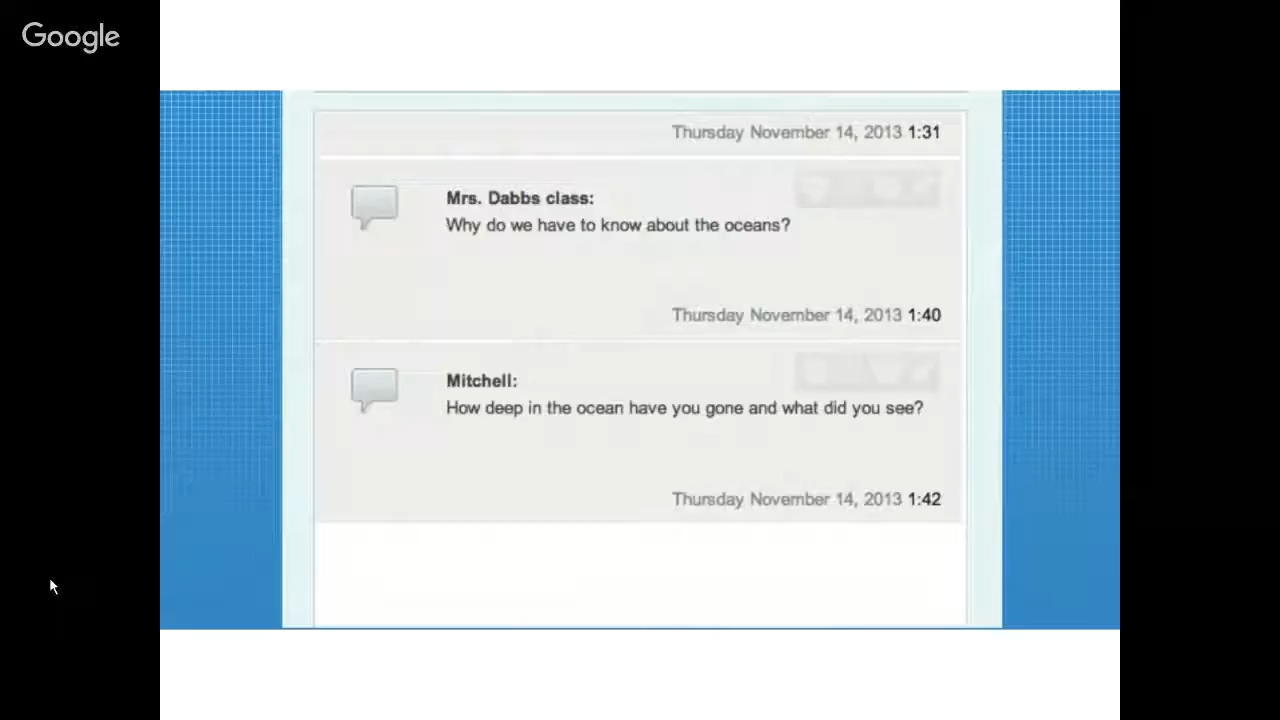 Google
Thursday November 14, 2013 1:31
Mrs. Dabbs class:
Why do we have to know about the oceans?
Thursday November 14, 2013 1:40
Mitchell:
How deep in the ocean have you gone and what did you see?
Thursday November 14, 2013 1:42